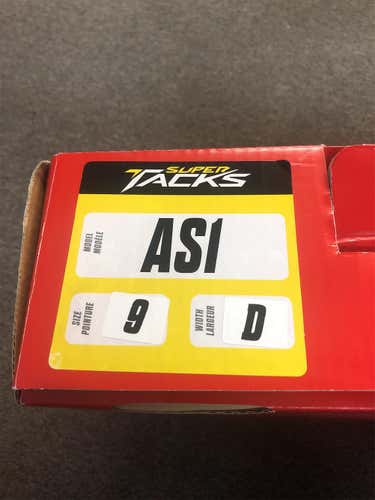 SUPER
TACKS
MODEL
MODÈLE
AS1
SIZE
POINTURE
9
WIDTH
LARGEUR
D